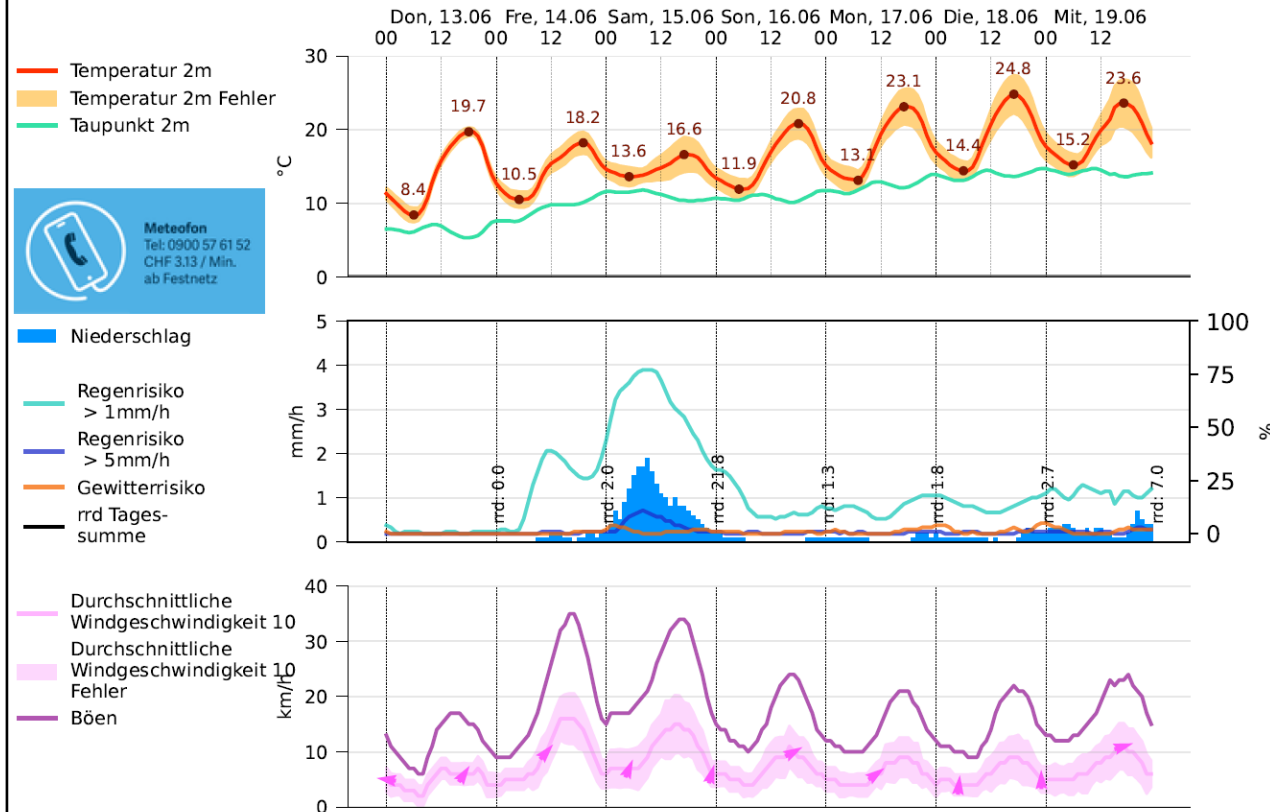 Don, 13.06 Fre, 14.06 Sam, 15.06 Son, 16.06 Mon, 17.06 Die, 18.06 Mit, 19.06
00 12 00 12 00 12 00 12 00 12 00 12 00 12
Temperatur 2m
Temperatur 2m Fehler
Taupunkt 2m
°C
30
20
10
0
8.4
19.7
10.5
18.2
13.6
16.6
11.9
20.8
13.1
23.1
14.4
24.8
15.2
23.6
Meteofon
Tel: 0900 57 61 52
CHF 3.13 / Min.
ab Festnetz
Niederschlag
Regenrisiko
> 1mm/h
Regenrisiko
> 5mm/h
Gewitterrisiko
rrd Tages-
summe
mm/h
5
4
3
2
1
0
rrd: 0.0
rrd: 2.0
rrd: 21.8
rrd: 1.3
rrd: 1.8
rrd: 2.7
rrd: 7.0
100
75
50
25
0
%
Durchschnittliche
Windgeschwindigkeit 10
Durchschnittliche
Windgeschwindigkeit 10
Fehler
Böen
km/h
40
30
20
10
0